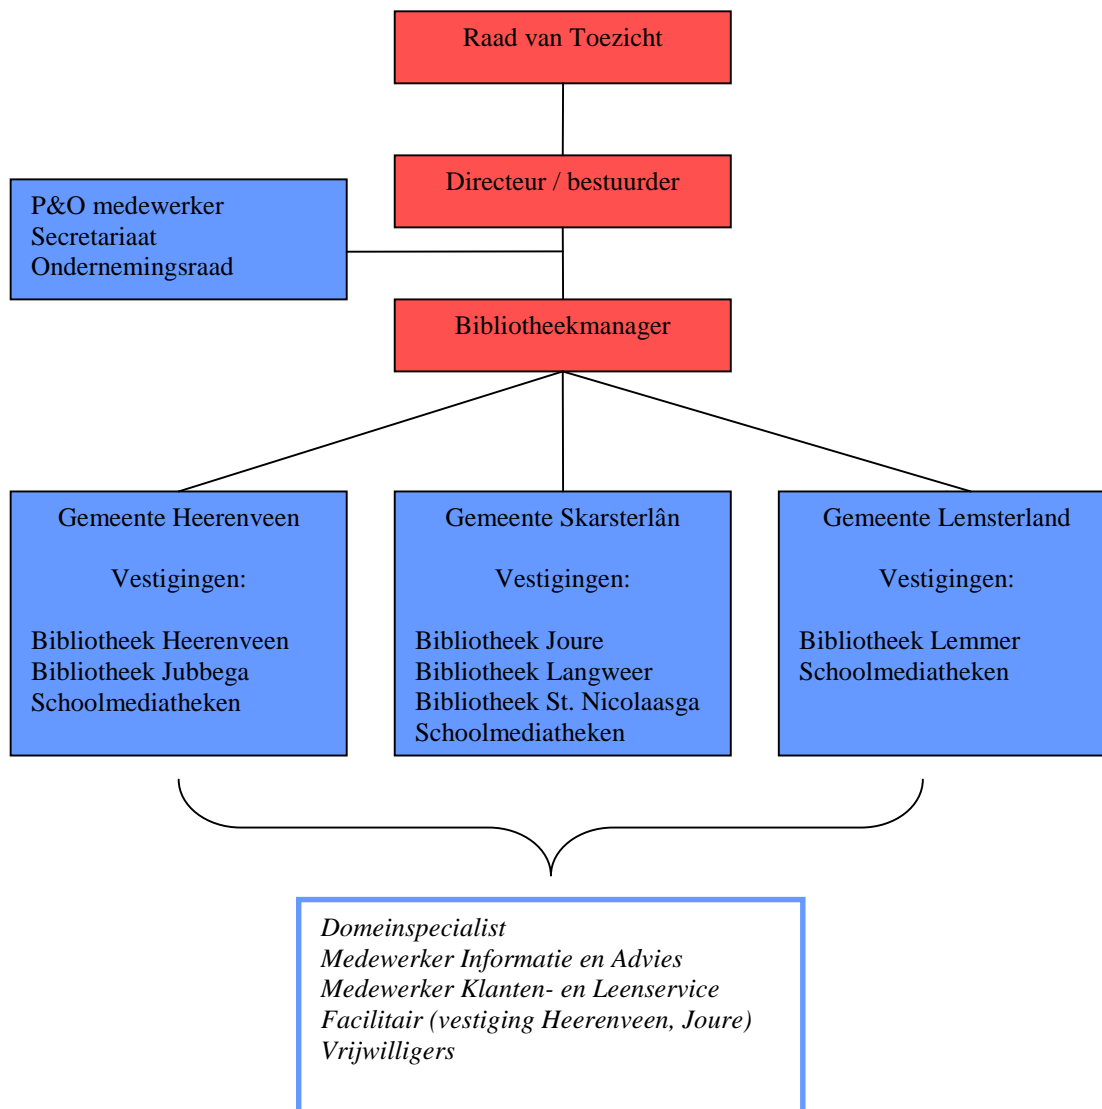 Raad van Toezicht
Directeur / bestuurder
P&O medewerker
Secretariaat
Ondernemingsraad
Bibliotheekmanager
Gemeente Heerenveen
Vestigingen:
Bibliotheek Heerenveen
Bibliotheek Jubbega
Schoolmediatheken
Gemeente Skarsterlân
Vestigingen:
Bibliotheek Joure
Bibliotheek Langweer
Bibliotheek St. Nicolaasga
Schoolmediatheken
Gemeente Lemsterland
Vestigingen:
Bibliotheek Lemmer
Schoolmediatheken
Domeinspecialist
Medewerker Informatie en Advies
Medewerker Klanten- en Leenservice
Facilitair (vestiging Heerenveen, Joure)
Vrijwilligers